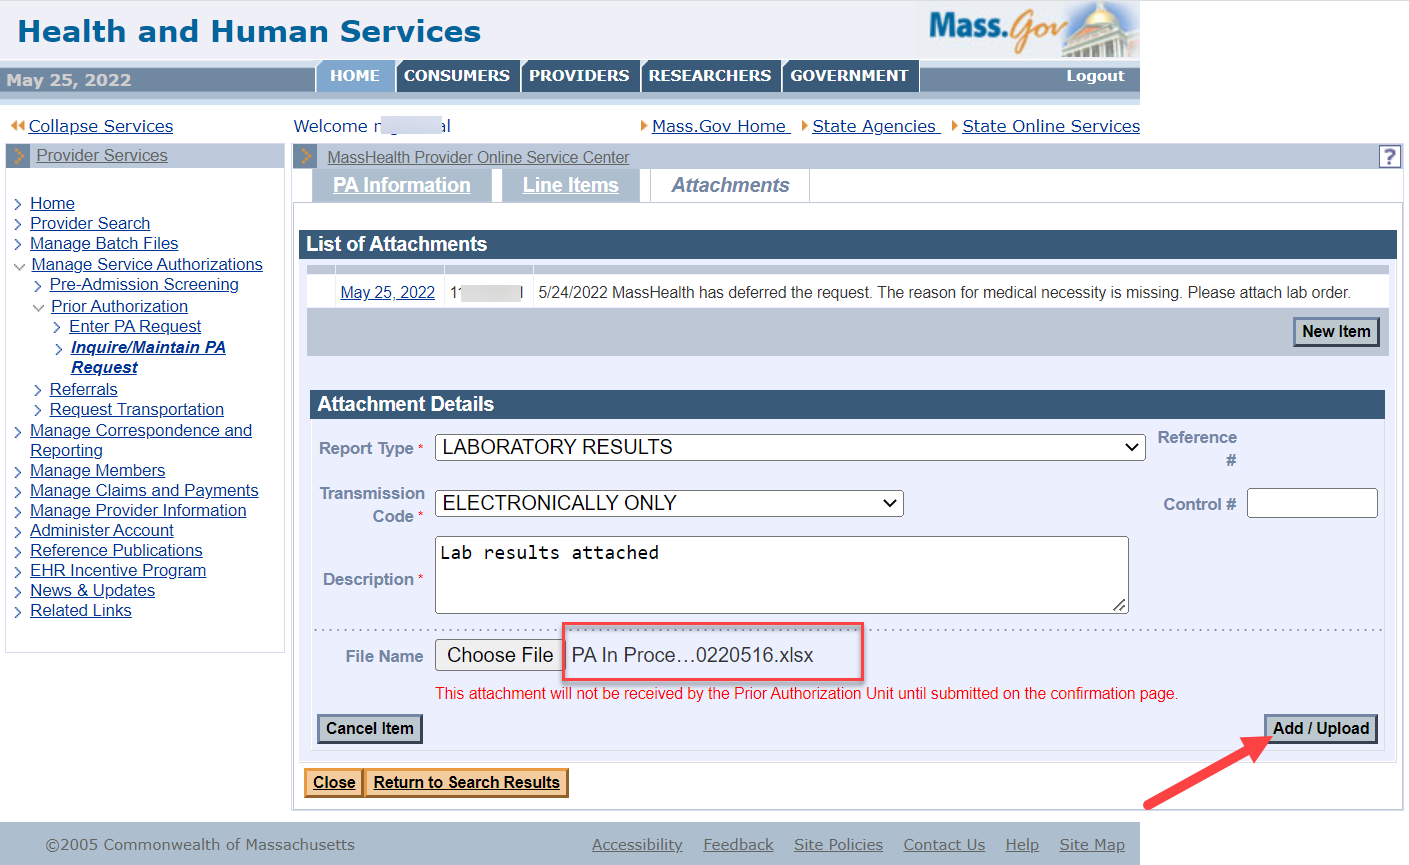 Health and Human Services
Mass.Gov
May 25, 2022
HOME CONSUMERS PROVIDERS RESEARCHERS GOVERNMENT
Logout
Collapse Services
Welcome
Mass.Gov Home State Agencies State Online Services
Provider Services
Home
Provider Search
Manage Batch Files
Manage Service Authorizations
Pre-Admission Screening
Prior Authorization
Enter PA Request
Inquire/Maintain PA
Request
Referrals
Request Transportation
Manage Correspondence and
Reporting
Manage Members
Manage Claims and Payments
Manage Provider Information
Administer Account
Reference Publications
EHR Incentive Program
News & Updates
Related Links
MassHealth Provider Online Service Center
?
PA Information Line Items Attachments
List of Attachments
May 25, 2022 5/24/2022 MassHealth has deferred the request. The reason for medical necessity is missing. Please attach lab order.
New Item
Attachment Details
Report Type * LABORATORY RESULTS
Reference
#
Transmission
Code * ELECTRONICALLY ONLY
Control #
Description * Lab results attached
File Name Choose File PA In Proce...0220516.xlsx
This attachment will not be received by the Prior Authorization Unit until submitted on the confirmation page.
Cancel Item
Add / Upload
Close Return to Search Results
©2005 Commonwealth of Massachusetts
Accessibility Feedback Site Policies Contact Us Help Site Map